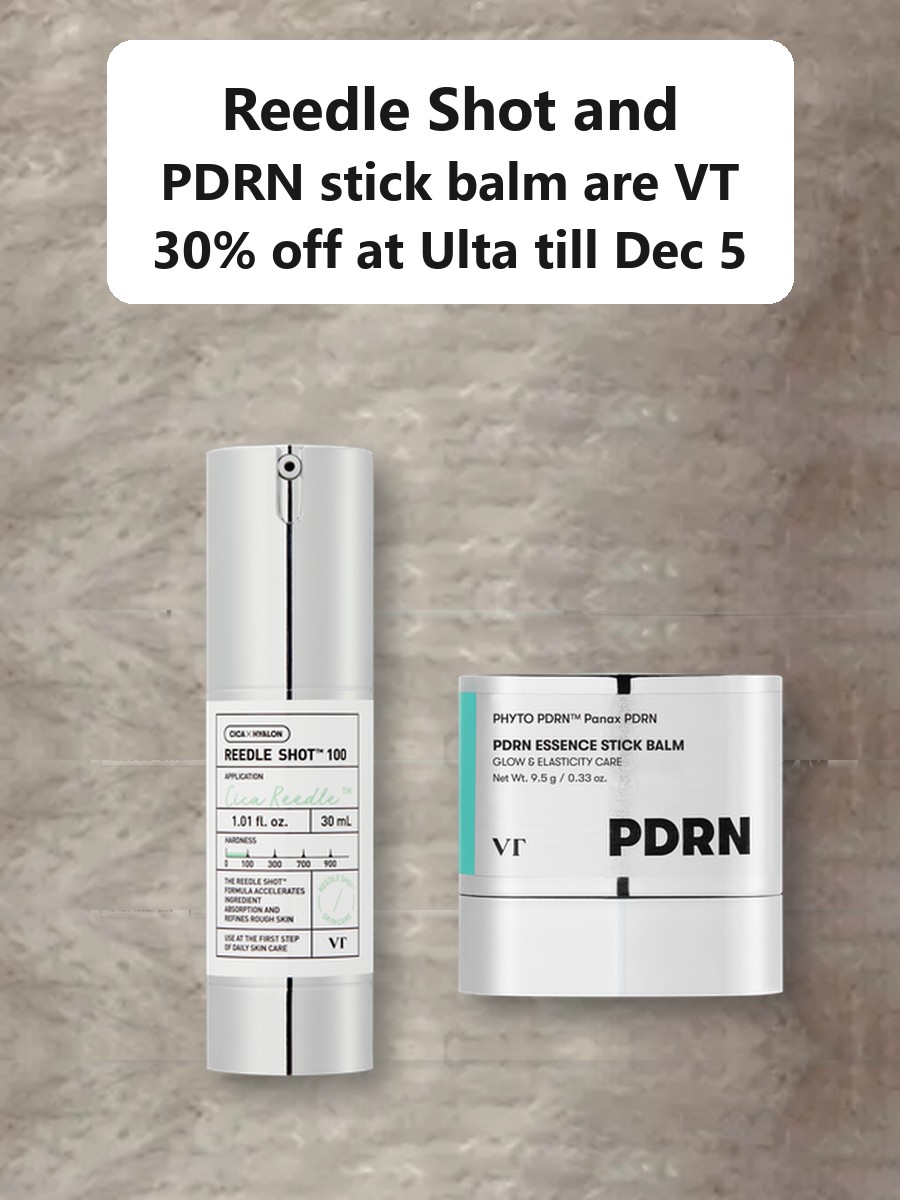 Reedle Shot and
PDRN stick balm are VT
30% off at Ulta till Dec 5
CICA × HYALON
REEDLE SHOT™ 100
APPLICATION
Cica Reedle™
1.01 fl. oz. 30 mL
HARDNESS
0 100 300 700 900
THE REEDLE SHOT™
FORMULA ACCELERATES
INGREDIENT
ABSORPTION AND
REFINES ROUGH SKIN
REEDLE SHOT
SKINCARE
USE AT THE FIRST STEP
OF DAILY SKIN CARE
VT
PHYTO PDRN™ Panax PDRN
PDRN ESSENCE STICK BALM
GLOW & ELASTICITY CARE
Net Wt. 9.5 g / 0.33 oz.
VT
PDRN